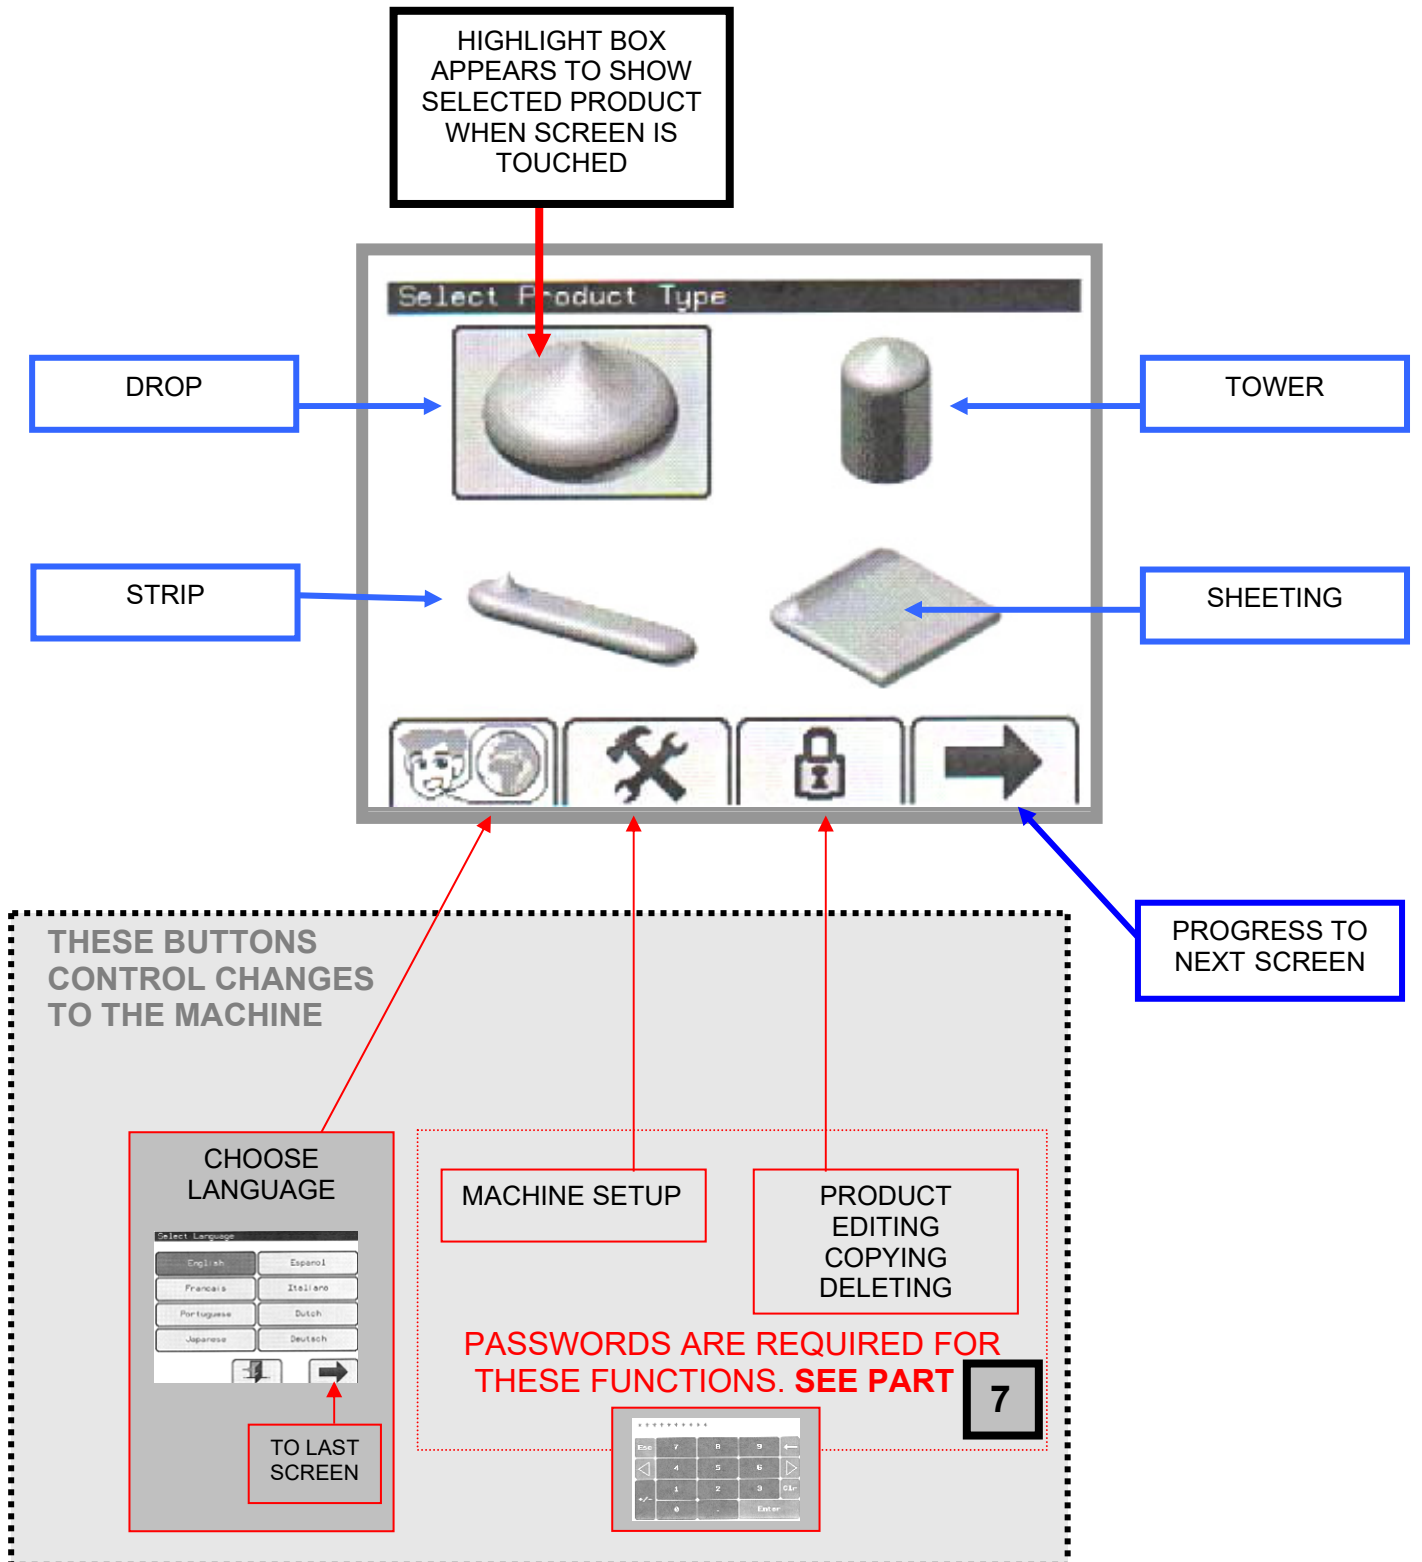 HIGHLIGHT BOX
APPEARS TO SHOW
SELECTED PRODUCT
WHEN SCREEN IS
TOUCHED
Select Product Type
DROP
TOWER
STRIP
SHEETING
PROGRESS TO
NEXT SCREEN
THESE BUTTONS
CONTROL CHANGES
TO THE MACHINE
CHOOSE
LANGUAGE
Select Language
English
Espanol
Francais
Italiano
Portuguese
Dutch
Japanese
Deutsch
TO LAST
SCREEN
MACHINE SETUP
PRODUCT
EDITING
COPYING
DELETING
PASSWORDS ARE REQUIRED FOR
THESE FUNCTIONS. SEE PART 7
**********
Esc 7 8 9
4 5 6
+/- 1 2 3 Clr
0 . Enter